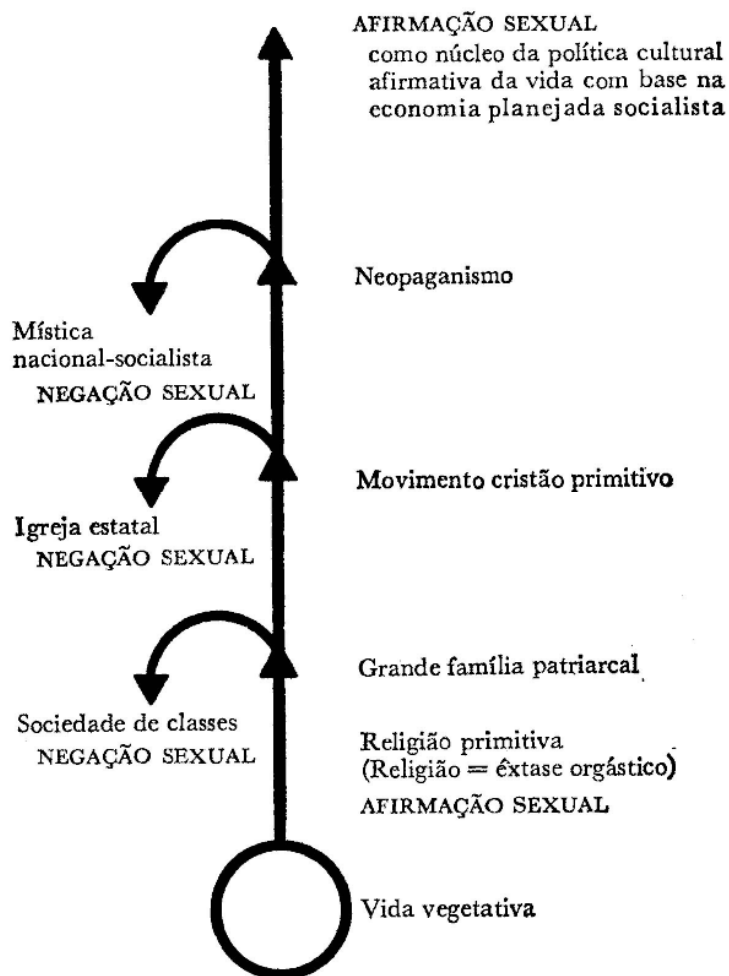 AFIRMAÇÃO SEXUAL
como núcleo da política cultural
afirmativa da vida com base na
economia planejada socialista
Neopaganismo
Mística
nacional-socialista
NEGAÇÃO SEXUAL
Movimento cristão primitivo
Igreja estatal
NEGAÇÃO SEXUAL
Grande família patriarcal
Sociedade de classes
NEGAÇÃO SEXUAL
Religião primitiva
(Religião = êxtase orgástico)
AFIRMAÇÃO SEXUAL
Vida vegetativa